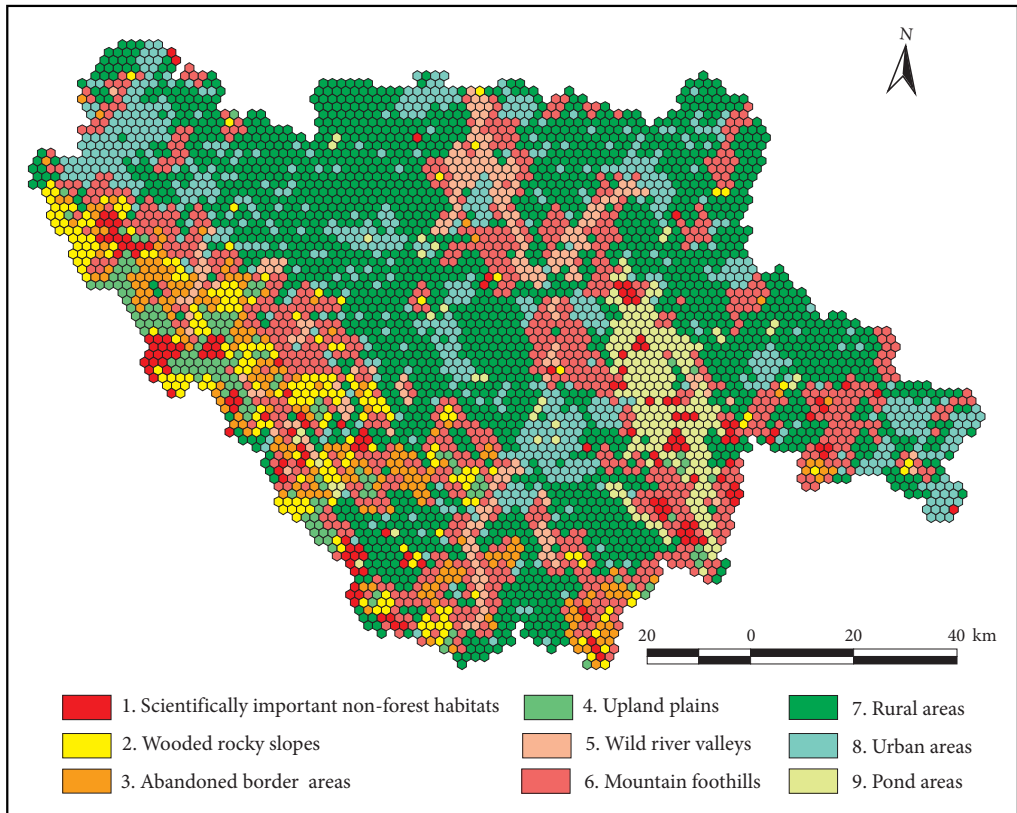 N
20 0 20 40 km
1. Scientifically important non-forest habitats
2. Wooded rocky slopes
3. Abandoned border areas
4. Upland plains
5. Wild river valleys
6. Mountain foothills
7. Rural areas
8. Urban areas
9. Pond areas